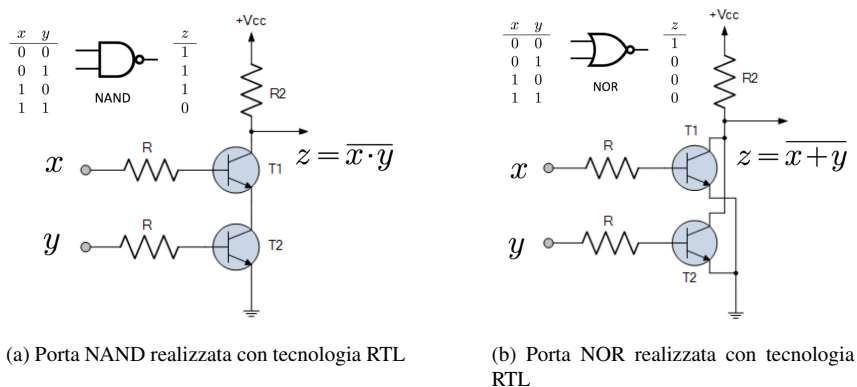 +Vcc
x y z
0 0 1
0 1 1
1 0 1
1 1 0
NAND
R2
x
R
T1
z = \overline{x · y}
y
R
T2
(a) Porta NAND realizzata con tecnologia RTL
+Vcc
x y z
0 0 1
0 1 0
1 0 0
1 1 0
NOR
R2
T1
x
R
z = \overline{x + y}
y
R
T2
(b) Porta NOR realizzata con tecnologia
RTL